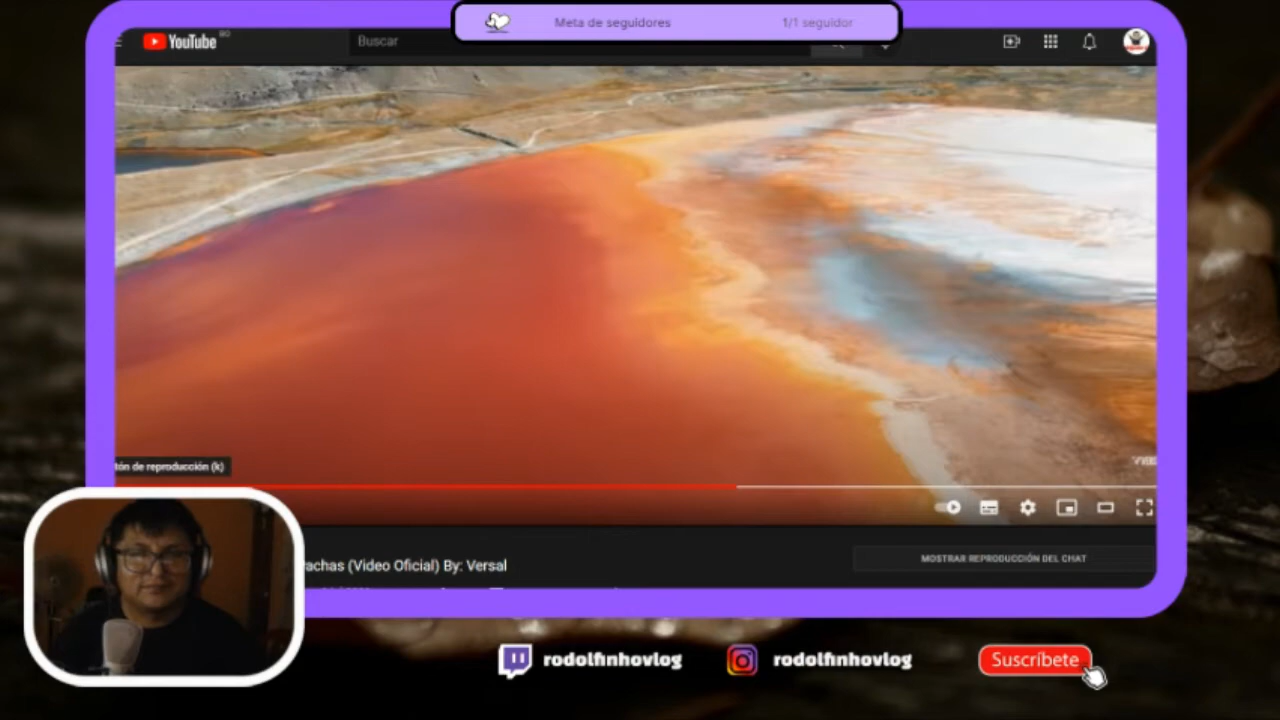 Meta de seguidores 1/1 seguidor
YouTube BO
Buscar
tón de reproducción (k)
achas (Video Oficial) By: Versal
MOSTRAR REPRODUCCIÓN DEL CHAT
rodolfinhovlog
rodolfinhovlog
Suscríbete